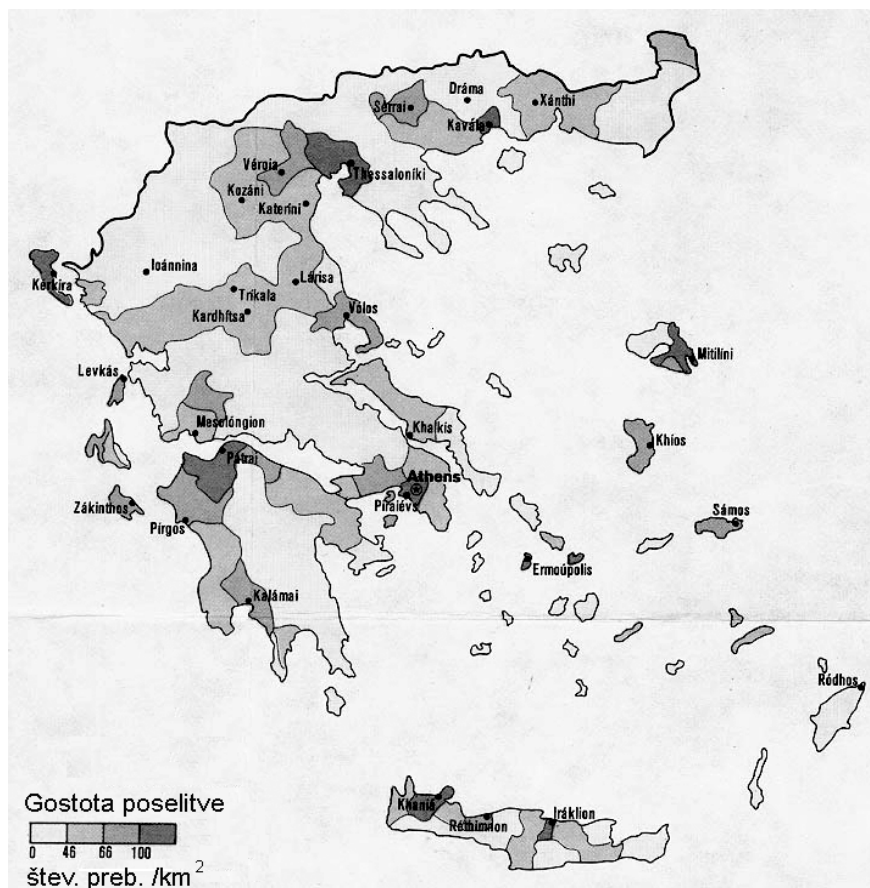 Dráma
Xánthi
Sérrai
Kavála
Véroia
Thessaloníki
Kozáni
Kateríni
Ioánnina
Kérkira
Lárisa
Tríkala
Kardhítsa
Vólos
Mitilíni
Levkás
Mesolóngion
Khalkís
Khíos
Pátrai
Athens
Piraiévs
Zákinthos
Pírgos
Sámos
Ermoúpolis
Kalámai
Ródhos
Khaniá
Réthimnon
Iráklion
Gostota poselitve
0 46 66 100
štev. preb. /km²